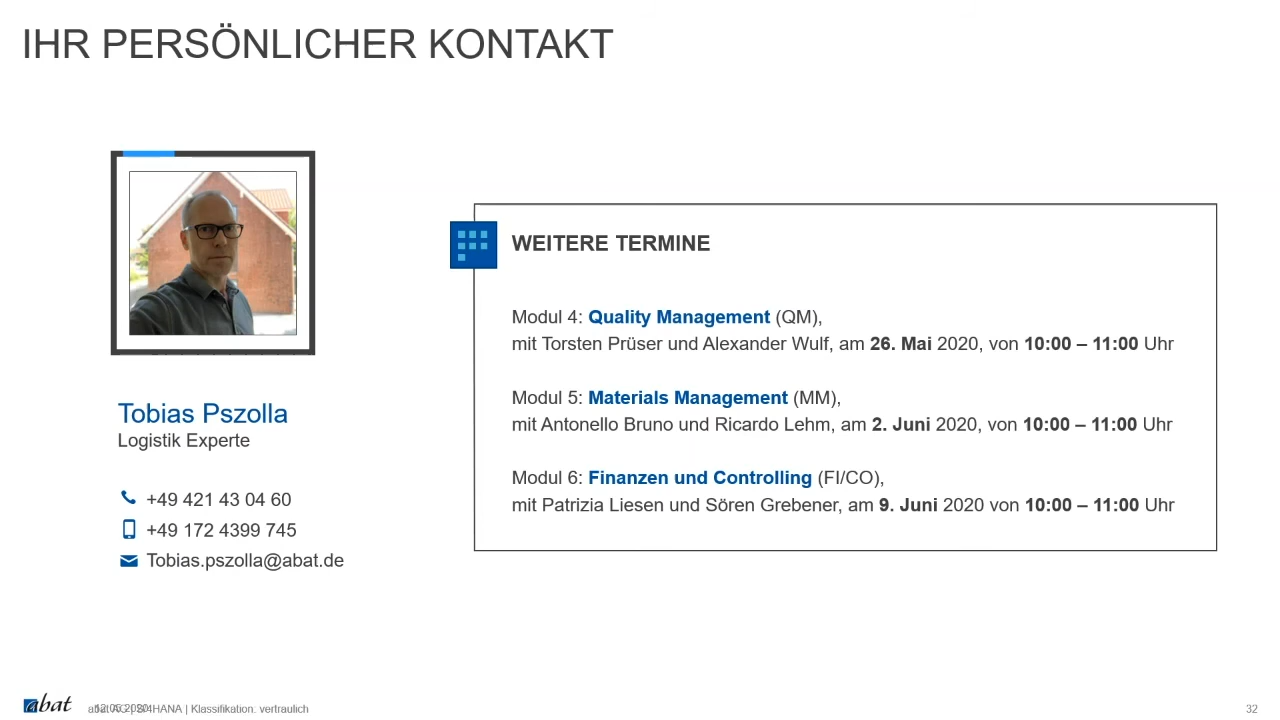 IHR PERSÖNLICHER KONTAKT
Tobias Pszolla
Logistik Experte
+49 421 43 04 60
+49 172 4399 745
Tobias.pszolla@abat.de
WEITERE TERMINE
Modul 4: Quality Management (QM),
mit Torsten Prüser und Alexander Wulf, am 26. Mai 2020, von 10:00 – 11:00 Uhr
Modul 5: Materials Management (MM),
mit Antonello Bruno und Ricardo Lehm, am 2. Juni 2020, von 10:00 – 11:00 Uhr
Modul 6: Finanzen und Controlling (FI/CO),
mit Patrizia Liesen und Sören Grebener, am 9. Juni 2020 von 10:00 – 11:00 Uhr
abat
| Klassifikation: vertraulich
32